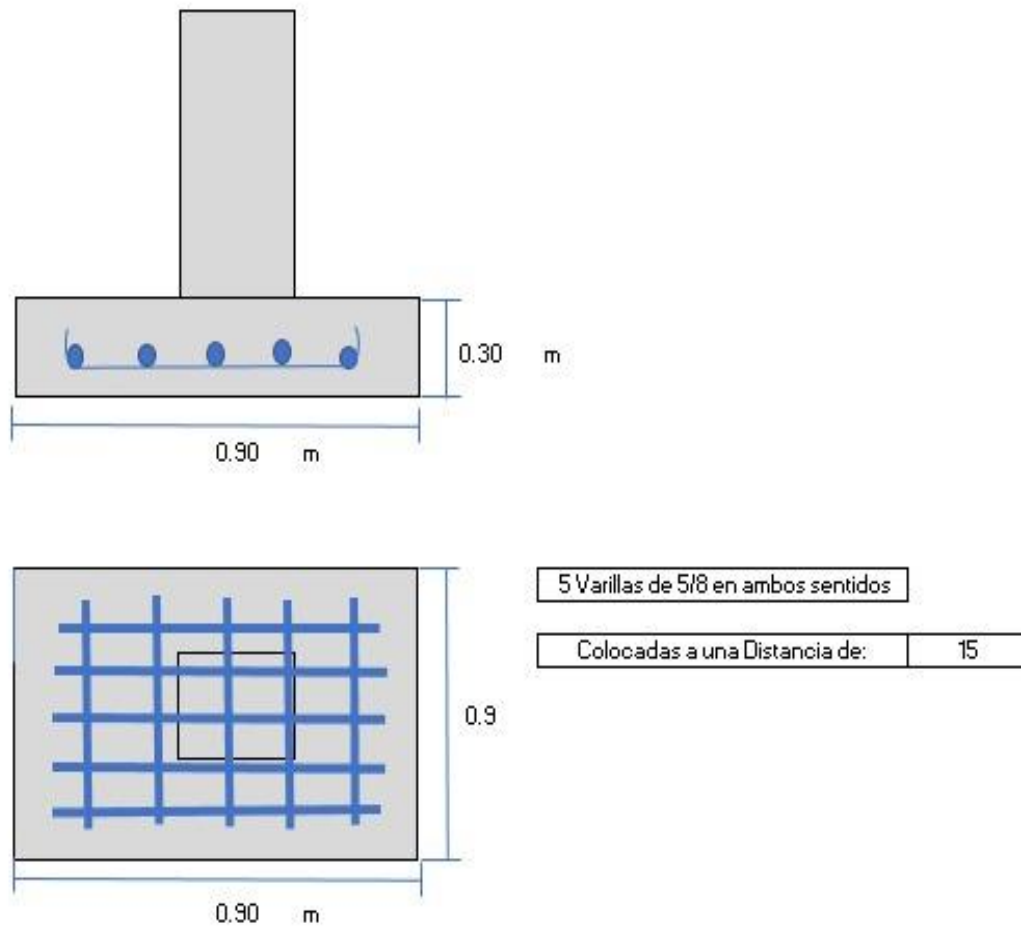 0.30 m
0.90 m
5 Varillas de 5/8 en ambos sentidos
Colocadas a una Distancia de: 15
0.9
0.90 m